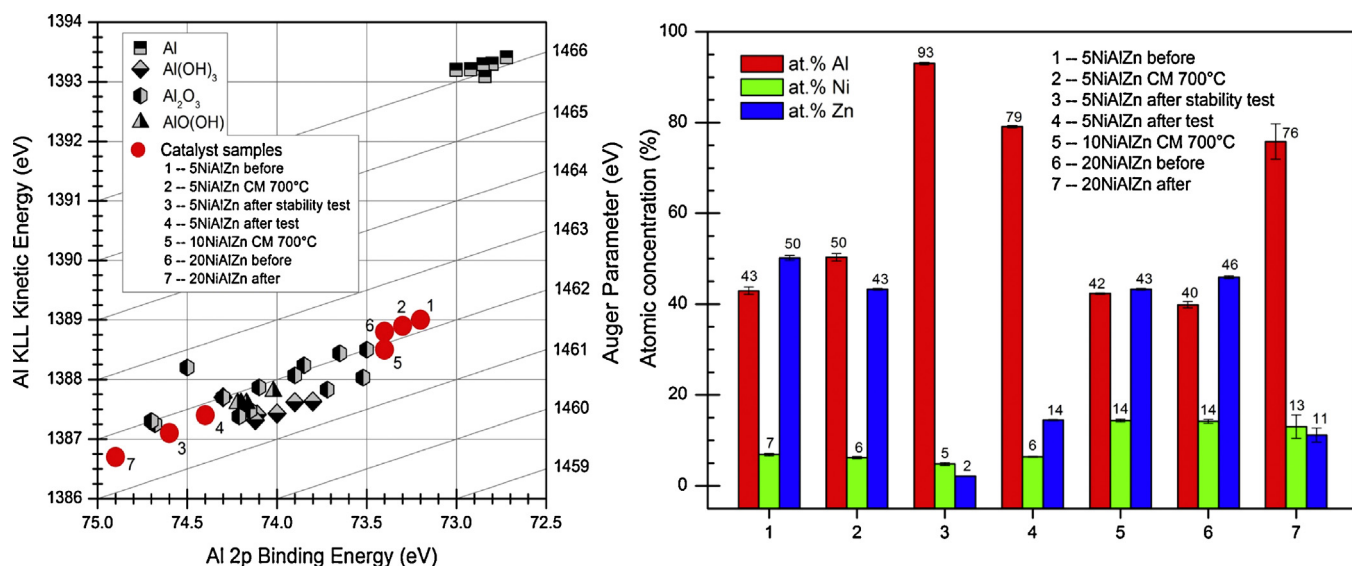 1394
1393
1392
1391
1390
1389
1388
1387
1386
Al KLL Kinetic Energy (eV)
Al
Al(OH)3
Al2O3
AlO(OH)
Catalyst samples
1 -- 5NiAlZn before
2 -- 5NiAlZn CM 700°C
3 -- 5NiAlZn after stability test
4 -- 5NiAlZn after test
5 -- 10NiAlZn CM 700°C
6 -- 20NiAlZn before
7 -- 20NiAlZn after
1
2
6
5
4
3
7
75.0 74.5 74.0 73.5 73.0 72.5
Al 2p Binding Energy (eV)
1466
1465
1464
1463
1462
1461
1460
1459
Auger Parameter (eV)
Atomic concentration (%)
100
80
60
40
20
0
at.% Al
at.% Ni
at.% Zn
1 -- 5NiAlZn before
2 -- 5NiAlZn CM 700°C
3 -- 5NiAlZn after stability test
4 -- 5NiAlZn after test
5 -- 10NiAlZn CM 700°C
6 -- 20NiAlZn before
7 -- 20NiAlZn after
43 7 50
50 6 43
93 5 2
79 6 14
42 14 43
40 14 46
76 13 11
1 2 3 4 5 6 7